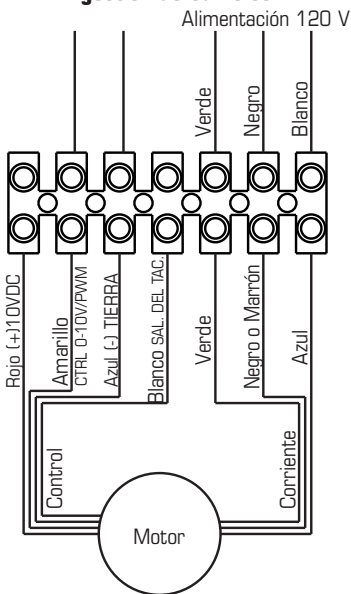 Alimentación 120 V
Verde
Negro
Blanco
Rojo (+)10VDC
Amarillo
CTRL 0-10V/PWM
Azul (-) TIERRA
Blanco SAL. DEL TAC.
Verde
Negro o Marrón
Azul
Control
Corriente
Motor